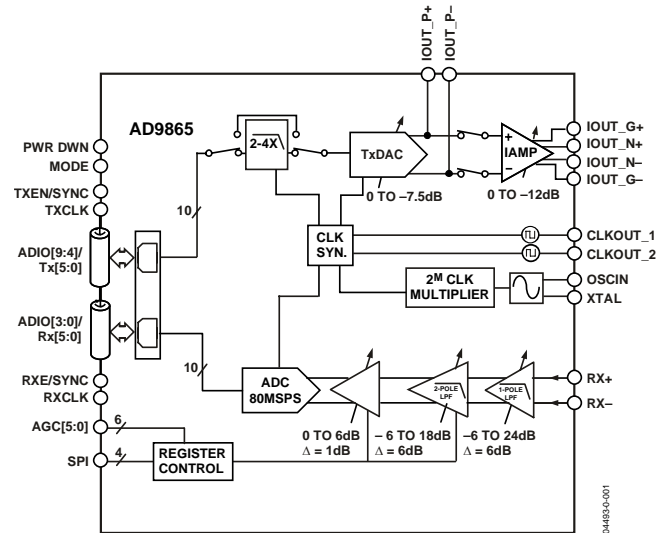 IOUT_P+
IOUT_P–
AD9865
PWR DWN
MODE
TXEN/SYNC
TXCLK
ADIO[9:4]/
Tx[5:0]
ADIO[3:0]/
Rx[5:0]
RXE/SYNC
RXCLK
AGC[5:0]
SPI
10
10
6
4
2-4X
TxDAC
0 TO –7.5dB
+
IAMP
–
0 TO –12dB
IOUT_G+
IOUT_N+
IOUT_N–
IOUT_G–
CLK
SYN.
CLKOUT_1
CLKOUT_2
2M CLK
MULTIPLIER
OSCIN
XTAL
ADC
80MSPS
2-POLE
LPF
1-POLE
LPF
RX+
RX–
0 TO 6dB
Δ = 1dB
– 6 TO 18dB
Δ = 6dB
–6 TO 24dB
Δ = 6dB
REGISTER
CONTROL
04493-0-001